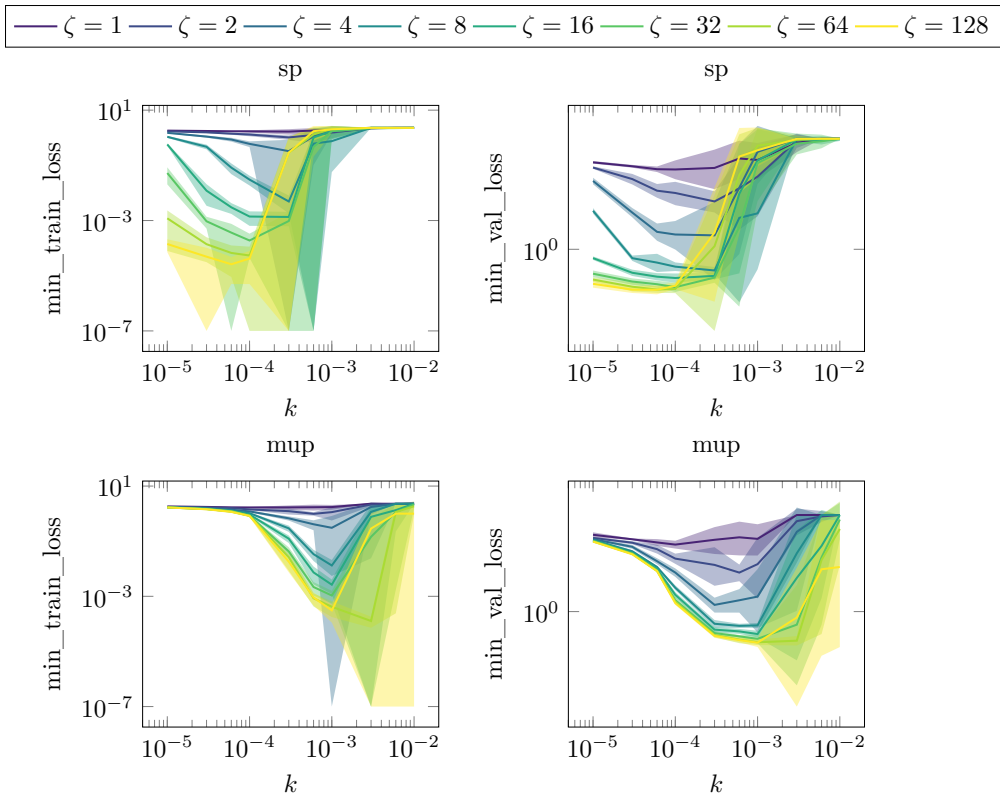 ζ = 1 ζ = 2 ζ = 4 ζ = 8 ζ = 16 ζ = 32 ζ = 64 ζ = 128
sp
sp
10^1
10^−3
10^−7
min_train_loss
10^−5 10^−4 10^−3 10^−2
k
10^0
min_val_loss
10^−5 10^−4 10^−3 10^−2
k
mup
mup
10^1
10^−3
10^−7
min_train_loss
10^−5 10^−4 10^−3 10^−2
k
10^0
min_val_loss
10^−5 10^−4 10^−3 10^−2
k